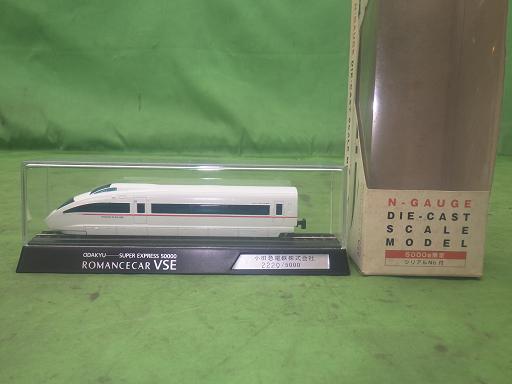 ODAKYU——SUPER EXPRESS 50000
ROMANCECAR VSE
小田急電鉄株式会社
2229/5000
N-GAUGE
DIE-CAST
SCALE
MODEL
5000個限定
シリアルNo.付